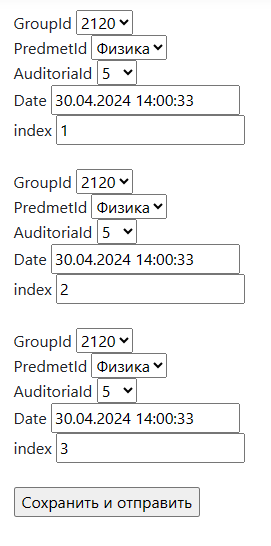 GroupId 2120
PredmetId Физика
AuditoriaId 5
Date 30.04.2024 14:00:33
index 1
GroupId 2120
PredmetId Физика
AuditoriaId 5
Date 30.04.2024 14:00:33
index 2
GroupId 2120
PredmetId Физика
AuditoriaId 5
Date 30.04.2024 14:00:33
index 3
Сохранить и отправить